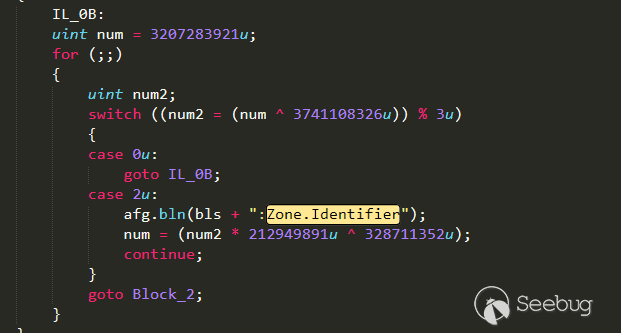 IL_0B:
uint num = 3207283921u;
for (;;)
{
uint num2;
switch ((num2 = (num ^ 3741108326u)) % 3u)
{
case 0u:
goto IL_0B;
case 2u:
afg.bln(bls + ":Zone.Identifier");
num = (num2 * 212949891u ^ 328711352u);
continue;
}
goto Block_2;
}
Seebug